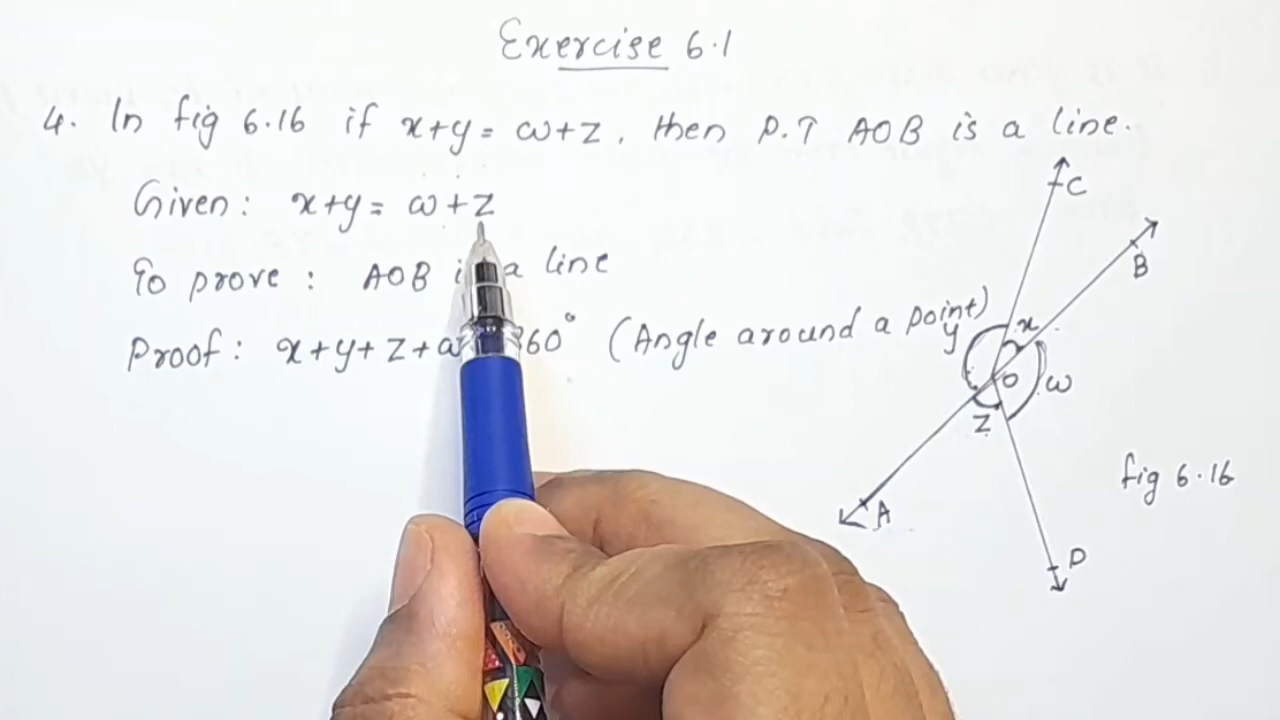 Exercise 6.1
4. In fig 6.16 if x+y = ω+z, then P.T AOB is a line.
Given: x+y = ω+z
To prove: AOB i a line
Proof: x+y+z+ω 360° (Angle around a point)
C
B
x
y
O
ω
z
A
D
fig 6.16